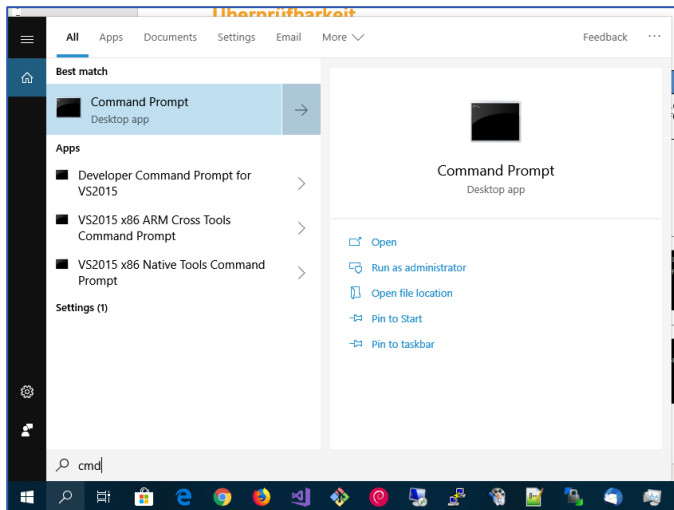 Überprüfbarkeit
All Apps Documents Settings Email More Feedback ...
Best match
Command Prompt
Desktop app
Apps
Developer Command Prompt for
VS2015
VS2015 x86 ARM Cross Tools
Command Prompt
VS2015 x86 Native Tools Command
Prompt
Settings (1)
Command Prompt
Desktop app
Open
Run as administrator
Open file location
Pin to Start
Pin to taskbar
cmd